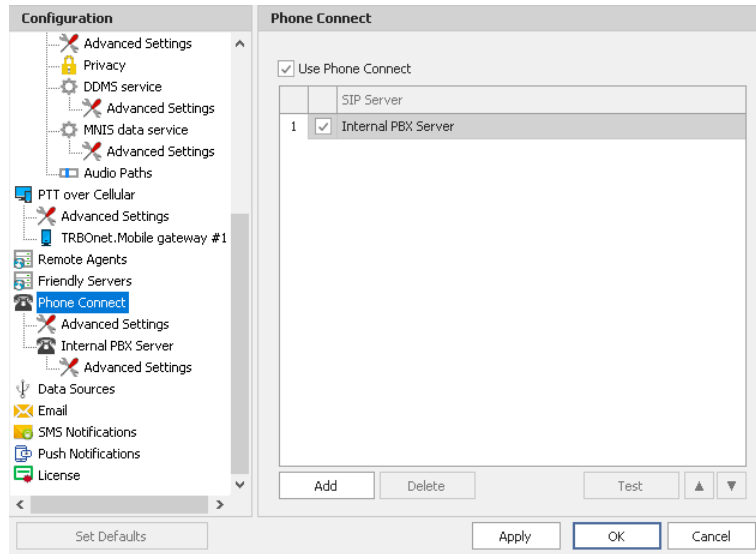 Configuration
Advanced Settings
Privacy
DDMS service
Advanced Settings
MNIS data service
Advanced Settings
Audio Paths
PTT over Cellular
Advanced Settings
TRBOnet.Mobile gateway #1
Remote Agents
Friendly Servers
Phone Connect
Advanced Settings
Internal PBX Server
Advanced Settings
Data Sources
Email
SMS Notifications
Push Notifications
License
Set Defaults
Phone Connect
Use Phone Connect
SIP Server
1 Internal PBX Server
Add Delete Test
Apply OK Cancel